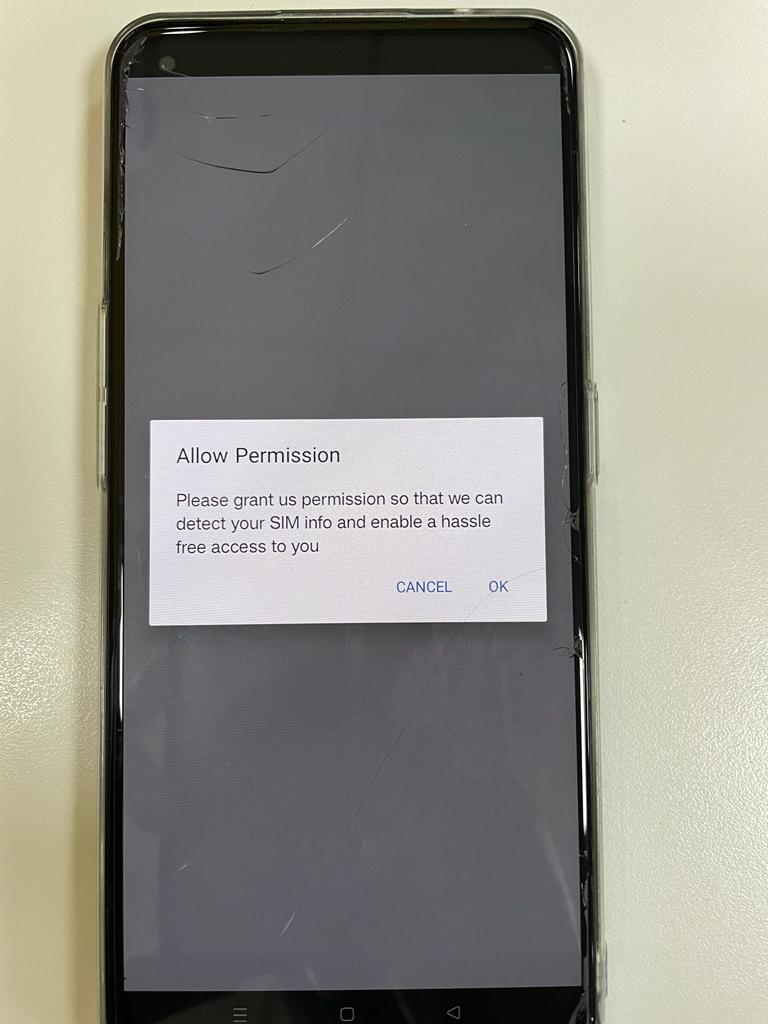 Allow Permission
Please grant us permission so that we can
detect your SIM info and enable a hassle
free access to you
CANCEL OK